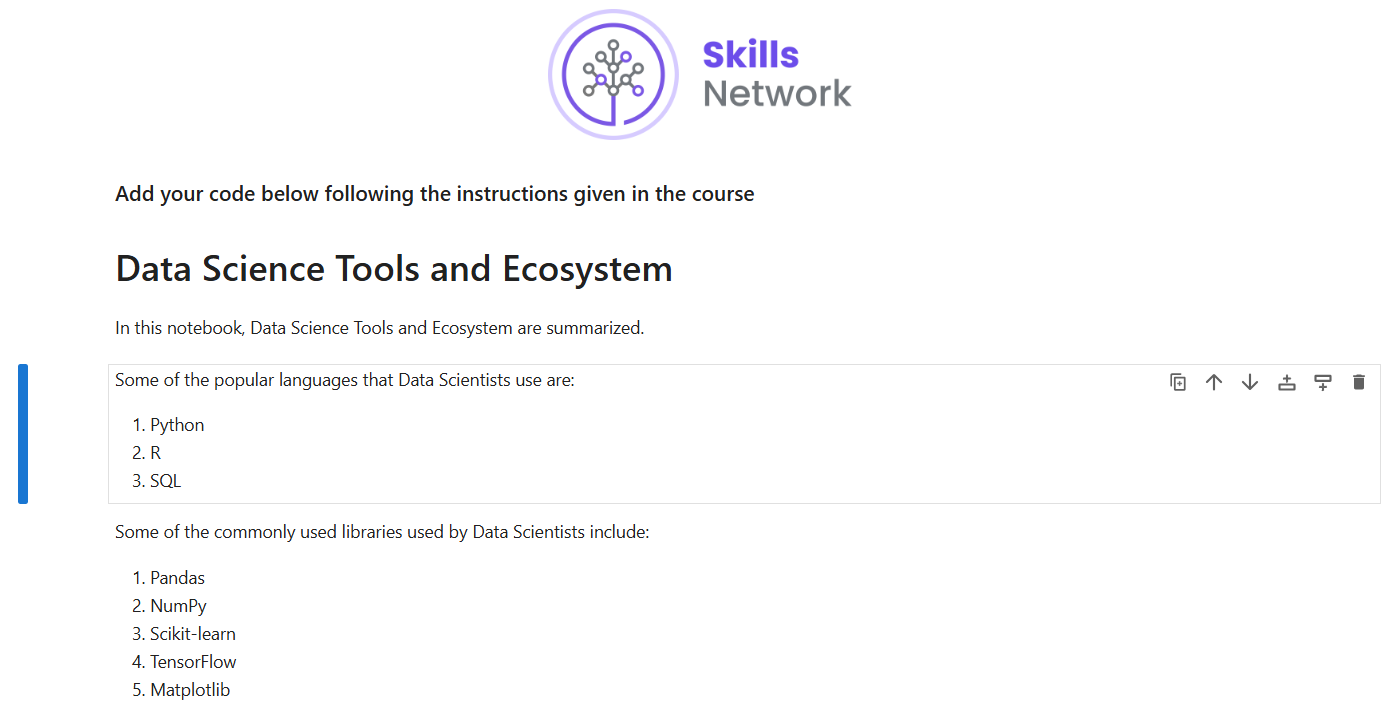 Skills
Network
Add your code below following the instructions given in the course
Data Science Tools and Ecosystem
In this notebook, Data Science Tools and Ecosystem are summarized.
Some of the popular languages that Data Scientists use are:
1. Python
2. R
3. SQL
Some of the commonly used libraries used by Data Scientists include:
1. Pandas
2. NumPy
3. Scikit-learn
4. TensorFlow
5. Matplotlib